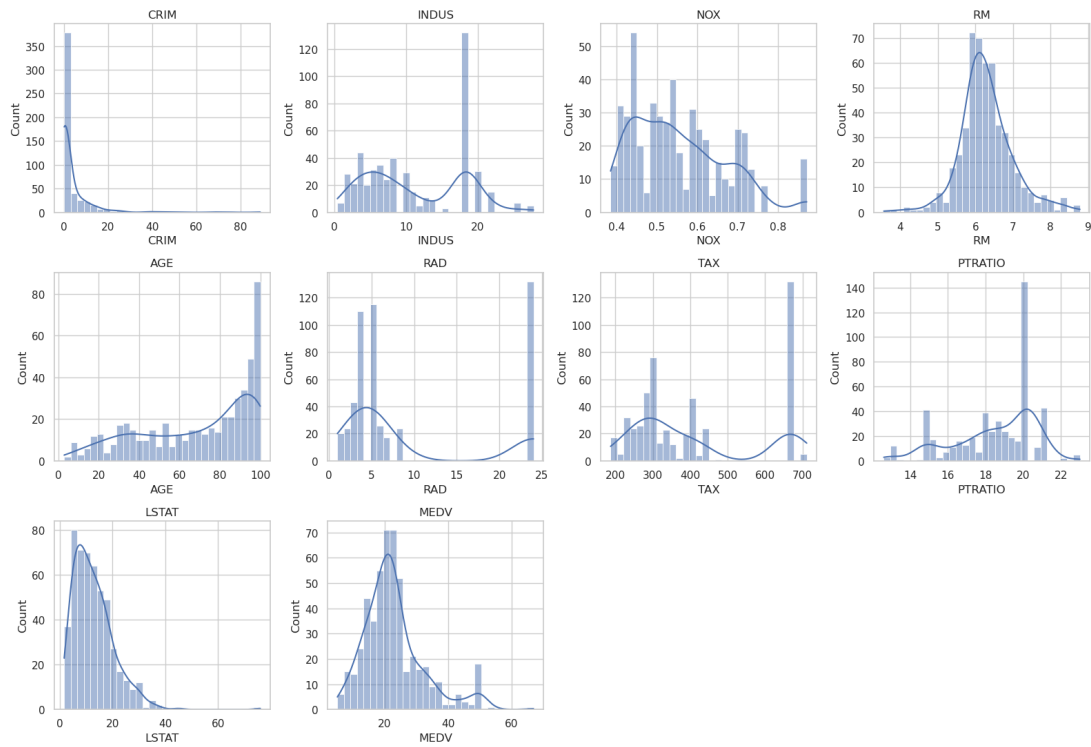 CRIM
INDUS
NOX
RM
350
300
250
200
150
100
50
0
Count
0 20 40 60 80
CRIM
120
100
80
60
40
20
0
Count
0 10 20
INDUS
50
40
30
20
10
0
Count
0.4 0.5 0.6 0.7 0.8
NOX
70
60
50
40
30
20
10
0
Count
4 5 6 7 8 9
RM
AGE
RAD
TAX
PTRATIO
80
60
40
20
0
Count
0 20 40 60 80 100
AGE
120
100
80
60
40
20
0
Count
0 5 10 15 20 25
RAD
120
100
80
60
40
20
0
Count
200 300 400 500 600 700
TAX
140
120
100
80
60
40
20
0
Count
14 16 18 20 22
PTRATIO
LSTAT
MEDV
80
60
40
20
0
Count
0 20 40 60
LSTAT
70
60
50
40
30
20
10
0
Count
20 40 60
MEDV